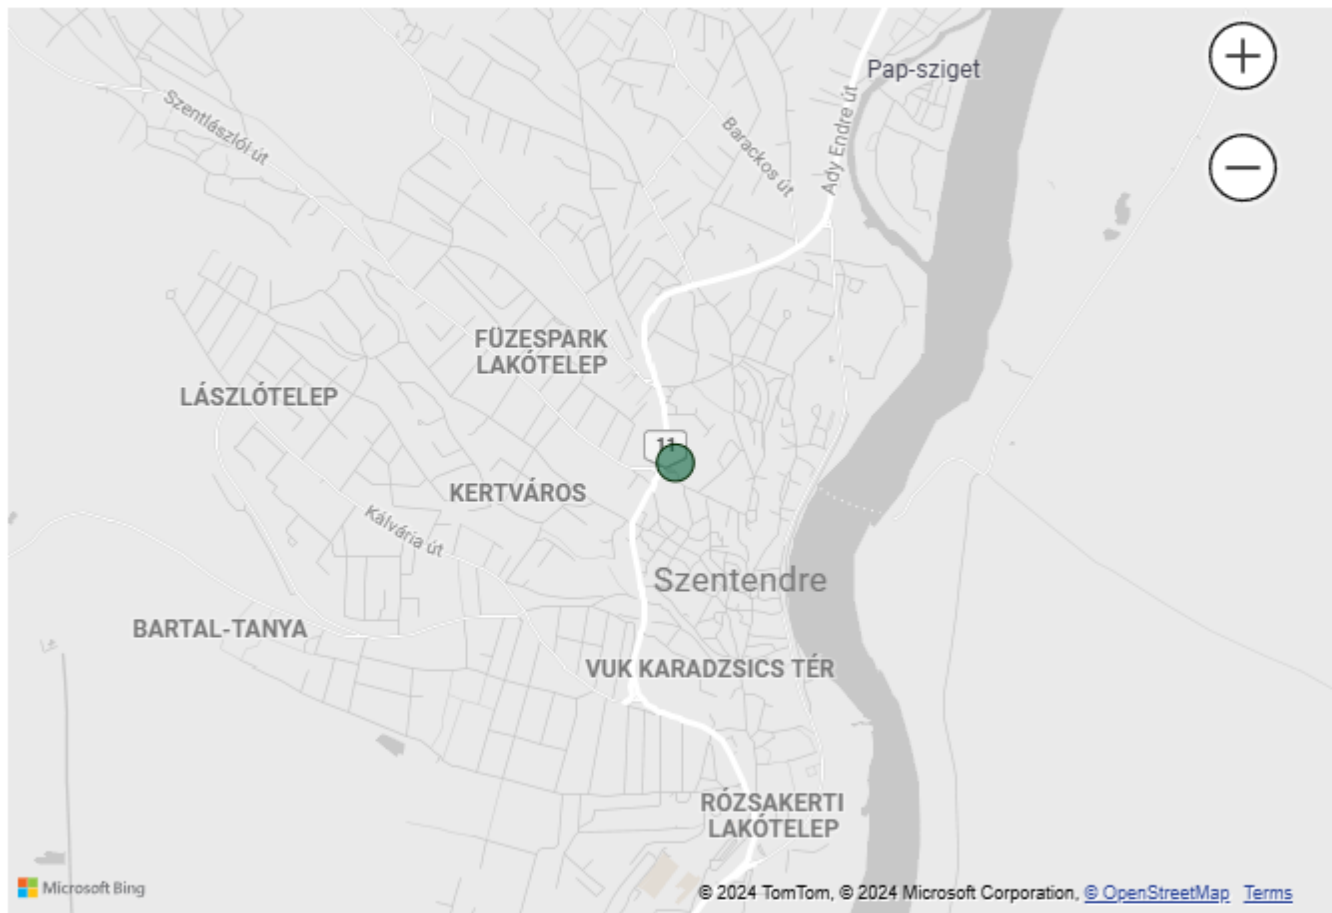 Pap-sziget
Szentlászlói út
Barackos út
Ady Endre út
FÜZESPARK
LAKÓTELEP
LÁSZLÓTELEP
11
KERTVÁROS
Kálvária út
Szentendre
BARTAL-TANYA
VUK KARADZSICS TÉR
RÓZSAKERTI
LAKÓTELEP
Microsoft Bing
© 2024 TomTom, © 2024 Microsoft Corporation, © OpenStreetMap Terms